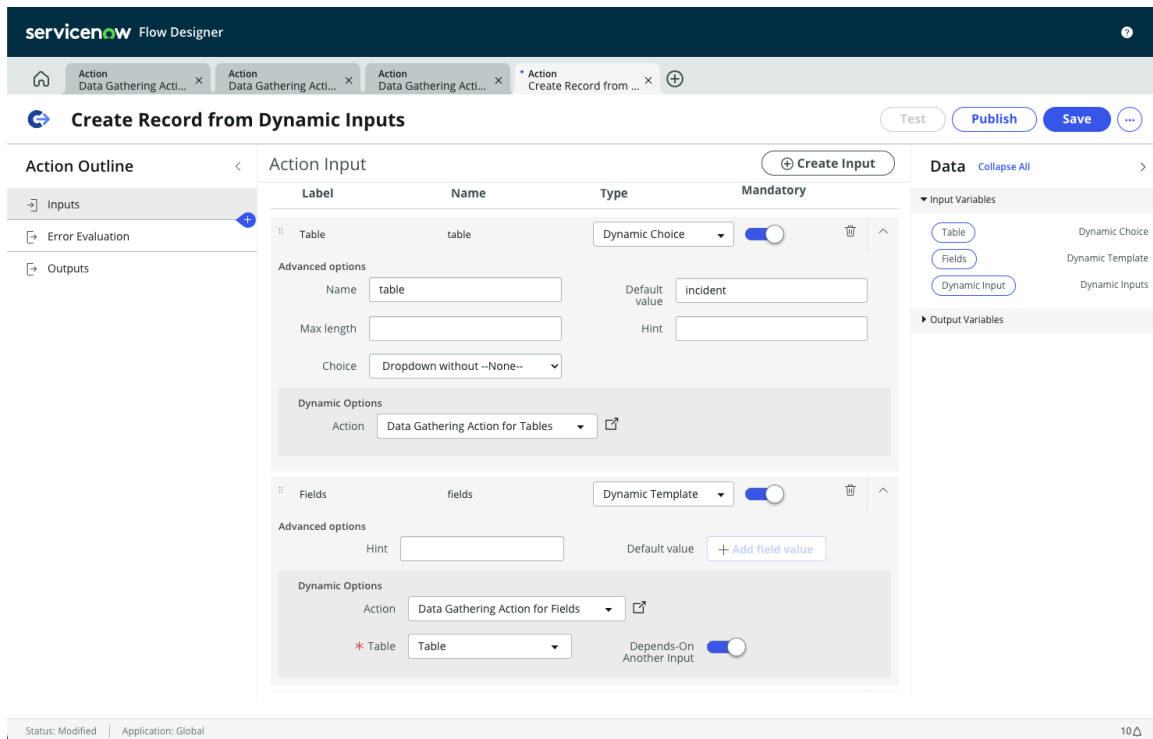 servicenow Flow Designer
Action
Data Gathering Acti...
Action
Data Gathering Acti...
Action
Data Gathering Acti...
Action
Create Record from ...
Create Record from Dynamic Inputs
Test
Publish
Save
Action Outline
Inputs
Error Evaluation
Outputs
Action Input
Create Input
Label Name Type Mandatory
Table table Dynamic Choice
Advanced options
Name table
Default value incident
Max length
Hint
Choice Dropdown without --None--
Dynamic Options
Action Data Gathering Action for Tables
Fields fields Dynamic Template
Advanced options
Hint
Default value + Add field value
Dynamic Options
Action Data Gathering Action for Fields
* Table Table
Depends-On
Another Input
Data Collapse All
Input Variables
Table Dynamic Choice
Fields Dynamic Template
Dynamic Input Dynamic Inputs
Output Variables
Status: Modified Application: Global
10